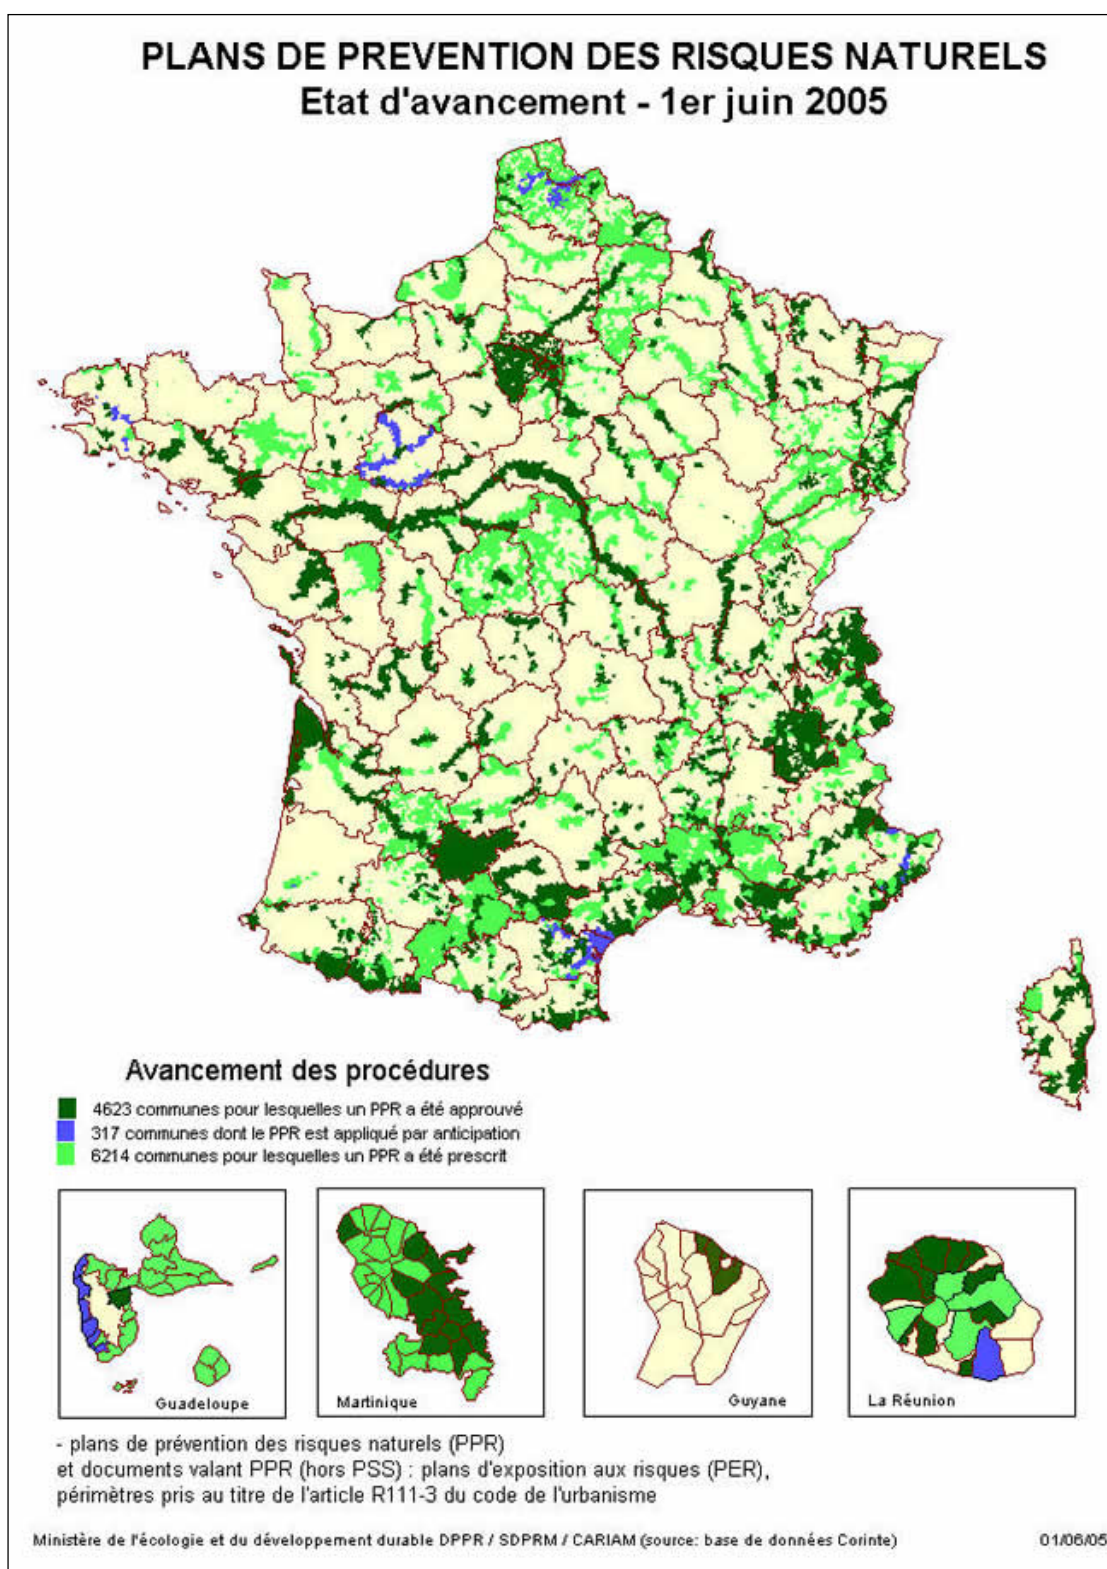 PLANS DE PREVENTION DES RISQUES NATURELS
Etat d'avancement - 1er juin 2005
Avancement des procédures
4623 communes pour lesquelles un PPR a été approuvé
317 communes dont le PPR est appliqué par anticipation
6214 communes pour lesquelles un PPR a été prescrit
Guadeloupe
Martinique
Guyane
La Réunion
- plans de prévention des risques naturels (PPR)
et documents valant PPR (hors PSS) : plans d'exposition aux risques (PER),
périmètres pris au titre de l'article R111-3 du code de l'urbanisme
Ministère de l'écologie et du développement durable DPPR / SDPRM / CARIAM (source: base de données Corinte)
01/06/05